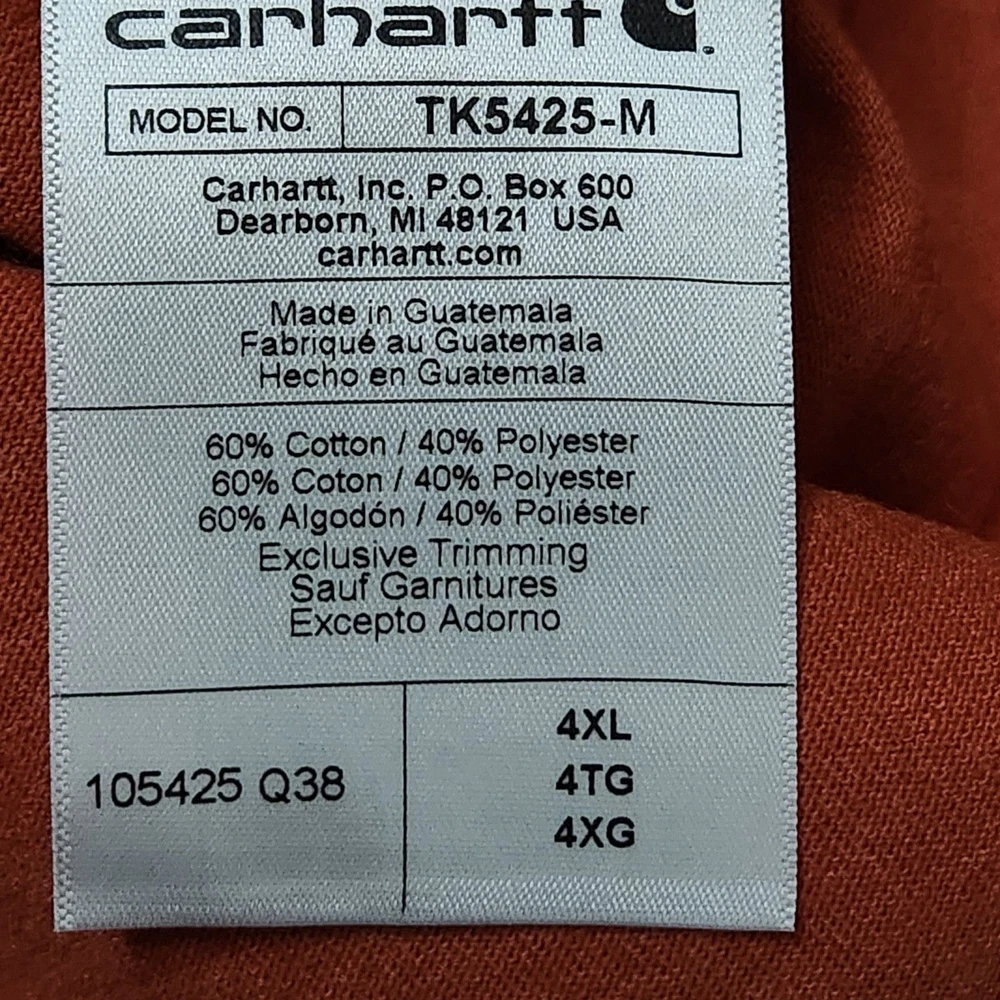 carhartt
MODEL NO. TK5425-M
Carhartt, Inc. P.O. Box 600
Dearborn, MI 48121 USA
carhartt.com
Made in Guatemala
Fabriqué au Guatemala
Hecho en Guatemala
60% Cotton / 40% Polyester
60% Coton / 40% Polyester
60% Algodón / 40% Poliéster
Exclusive Trimming
Sauf Garnitures
Excepto Adorno
105425 Q38
4XL
4TG
4XG